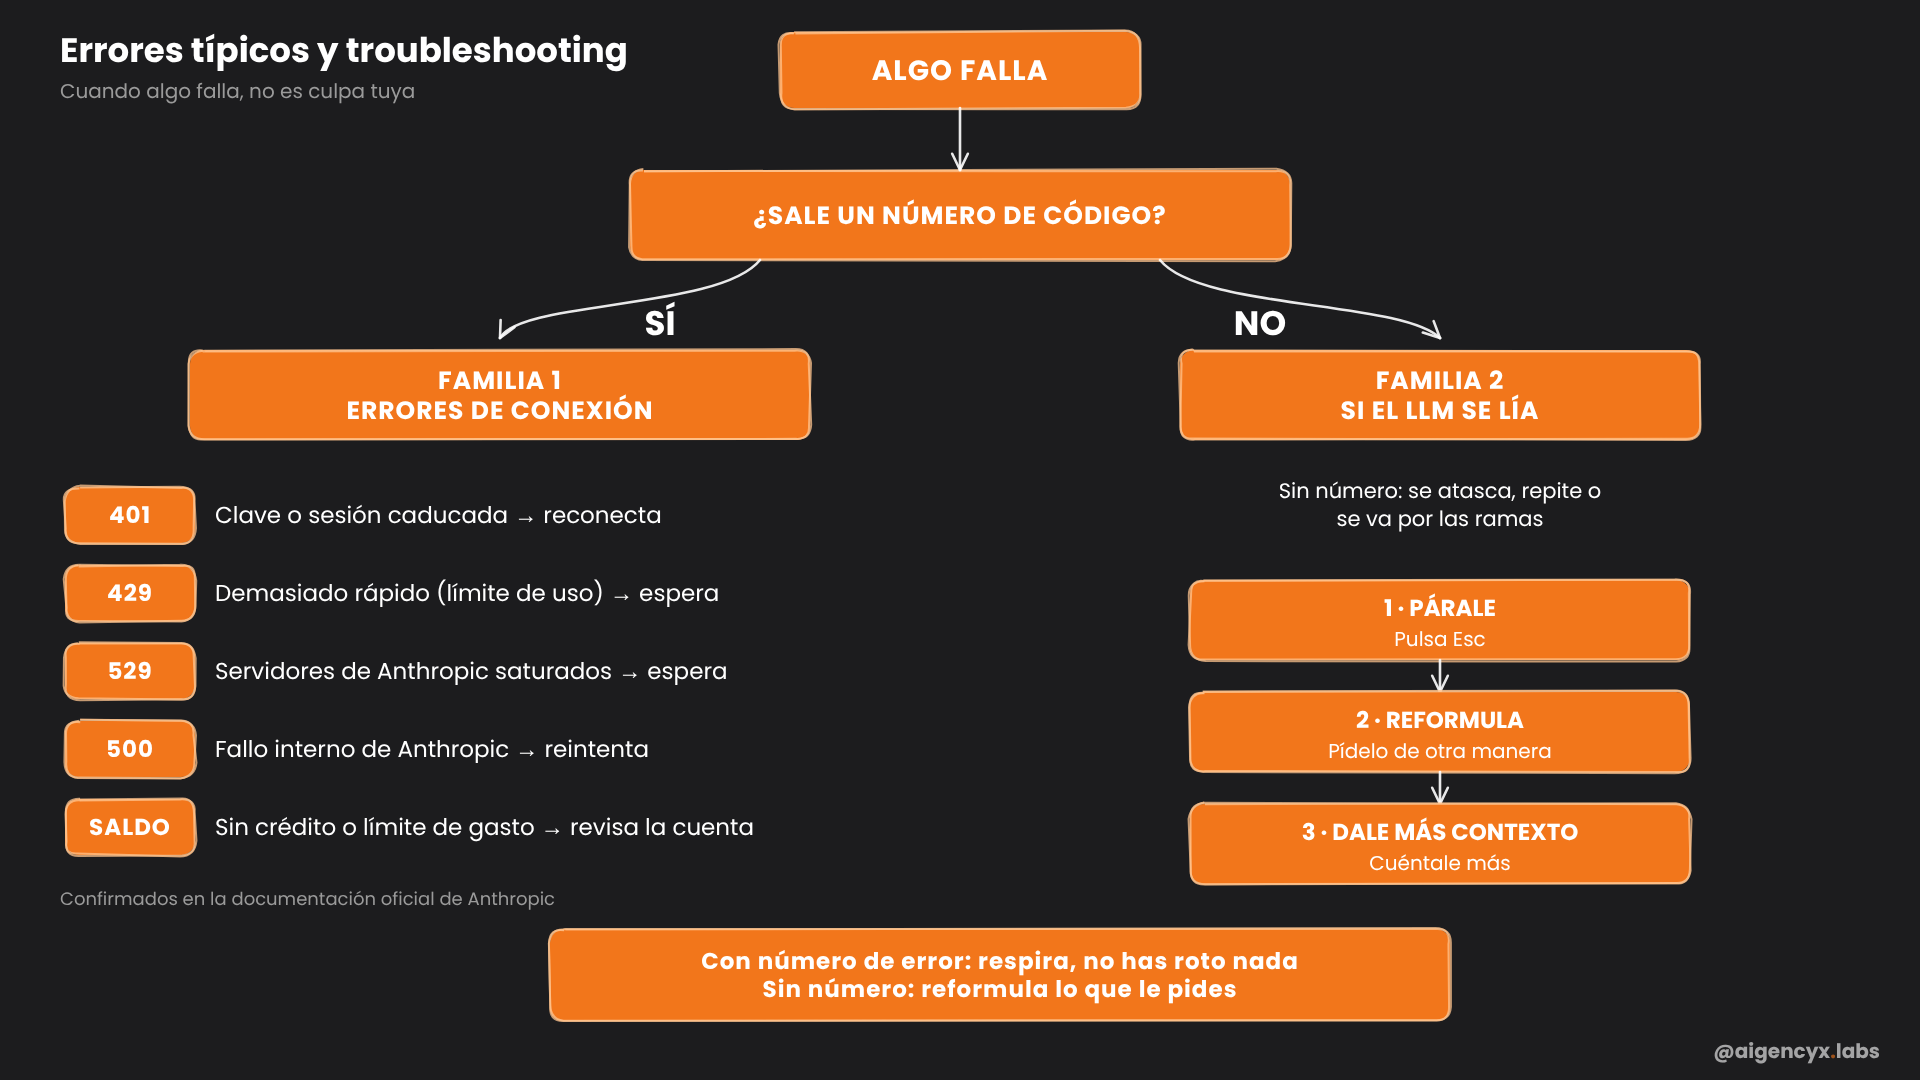 Errores típicos y troubleshooting
Cuando algo falla, no es culpa tuya
ALGO FALLA
¿SALE UN NÚMERO DE CÓDIGO?
SÍ
NO
FAMILIA 1
ERRORES DE CONEXIÓN
401
Clave o sesión caducada → reconecta
429
Demasiado rápido (límite de uso) → espera
529
Servidores de Anthropic saturados → espera
500
Fallo interno de Anthropic → reintenta
SALDO
Sin crédito o límite de gasto → revisa la cuenta
Confirmados en la documentación oficial de Anthropic
FAMILIA 2
SI EL LLM SE LÍA
Sin número: se atasca, repite o
se va por las ramas
1 · PÁRALE
Pulsa Esc
2 · REFORMULA
Pídelo de otra manera
3 · DALE MÁS CONTEXTO
Cuéntale más
Con número de error: respira, no has roto nada
Sin número: reformula lo que le pides
@aigencyx.labs